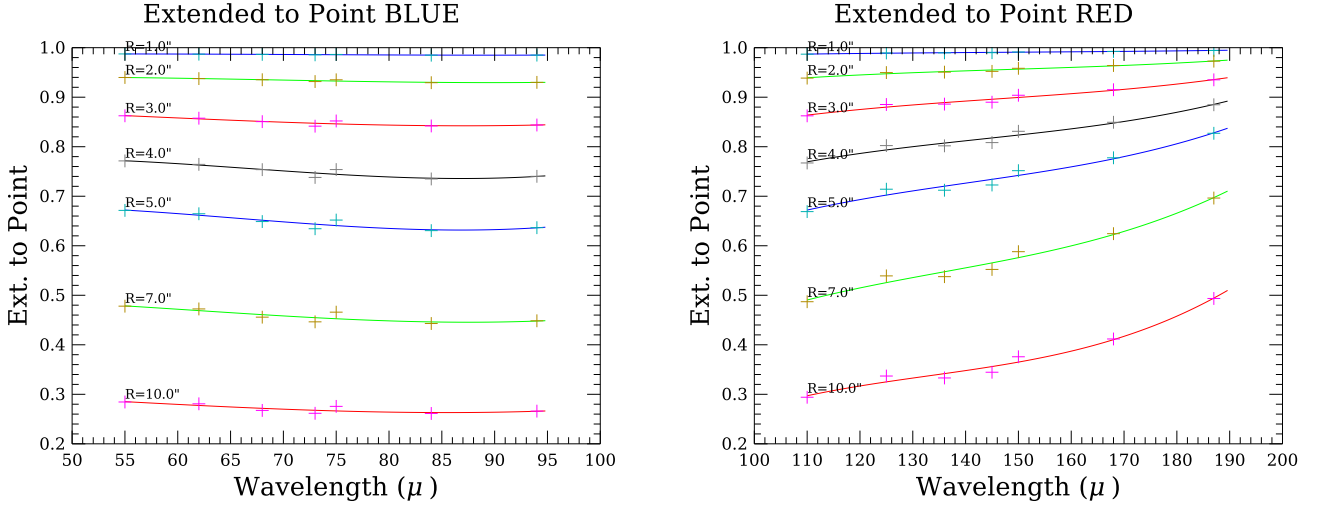 Extended to Point BLUE
Ext. to Point
1.0
0.9
0.8
0.7
0.6
0.5
0.4
0.3
0.2
R=1.0"
R=2.0"
R=3.0"
R=4.0"
R=5.0"
R=7.0"
R=10.0"
50 55 60 65 70 75 80 85 90 95 100
Wavelength (μ )
Extended to Point RED
Ext. to Point
1.0
0.9
0.8
0.7
0.6
0.5
0.4
0.3
0.2
R=1.0"
R=2.0"
R=3.0"
R=4.0"
R=5.0"
R=7.0"
R=10.0"
100 110 120 130 140 150 160 170 180 190 200
Wavelength (μ )